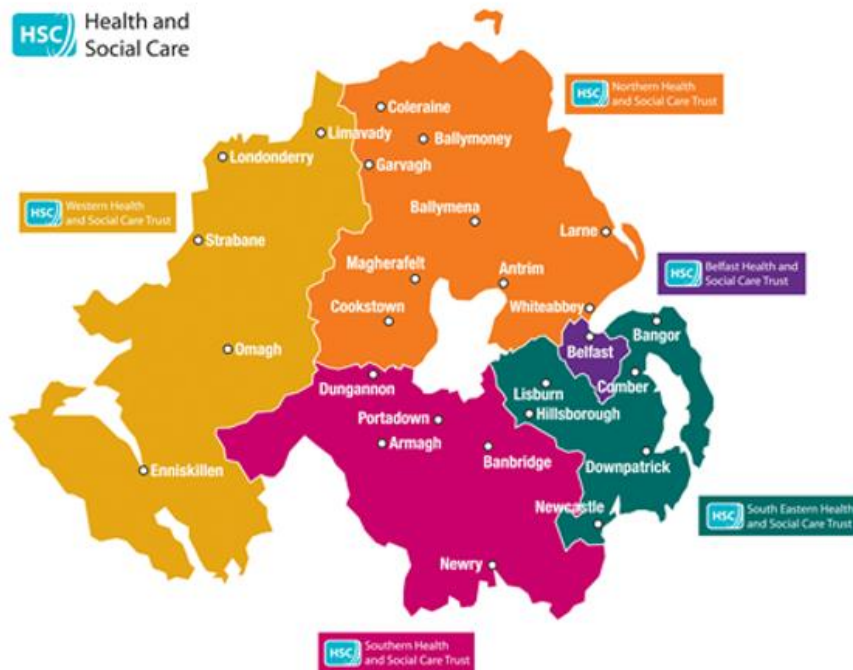 HSC Health and
Social Care
HSC Northern Health
and Social Care Trust
Coleraine
Limavady
Ballymoney
Londonderry
Garvagh
HSC Western Health
and Social Care Trust
Ballymena
Strabane
Larne
Magherafelt
Antrim
HSC Belfast Health and
Social Care Trust
Cookstown
Whiteabbey
Bangor
Omagh
Belfast
Dungannon
Lisburn
Comber
Portadown
Hillsborough
Armagh
Banbridge
Downpatrick
Enniskillen
Newcastle
HSC South Eastern Health
and Social Care Trust
Newry
HSC Southern Health
and Social Care Trust